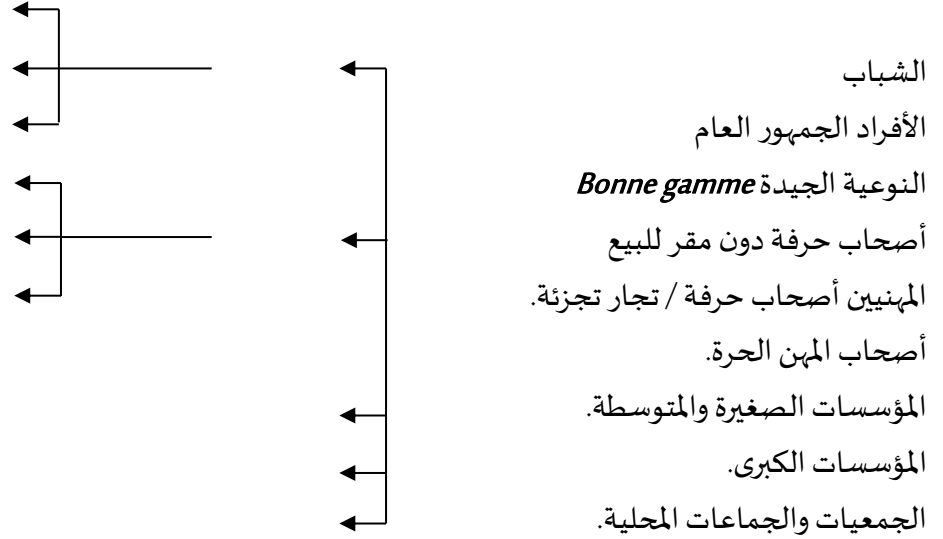 الشباب
الأفراد الجمهور العام
النوعية الجيدة Bonne gamme
أصحاب حرفة دون مقر للبيع
المهنيين أصحاب حرفة / تجار تجزئة.
أصحاب المهن الحرة.
المؤسسات الصغيرة والمتوسطة.
المؤسسات الكبرى.
الجمعيات والجماعات المحلية.